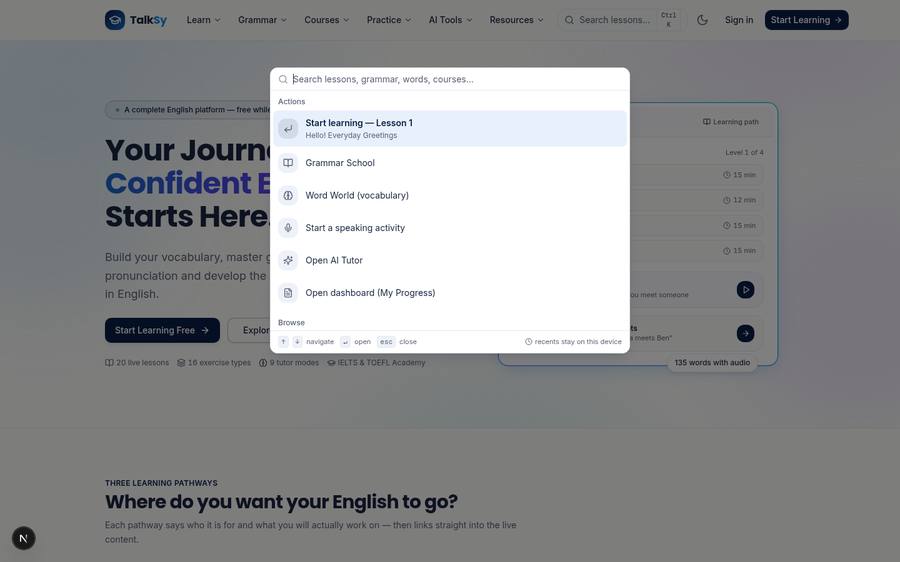 TalkSy
Learn
Grammar
Courses
Practice
AI Tools
Resources
Search lessons...
Ctrl
K
Sign in
Start Learning
Search lessons, grammar, words, courses...
Actions
Start learning — Lesson 1
Hello! Everyday Greetings
Grammar School
Word World (vocabulary)
Start a speaking activity
Open AI Tutor
Open dashboard (My Progress)
Browse
↑ ↓ navigate ↵ open esc close
recents stay on this device
A complete English platform — free while
Your Journ
Confident E
Starts Here.
Build your vocabulary, master g
pronunciation and develop the
in English.
Start Learning Free
Explor
20 live lessons
16 exercise types
9 tutor modes
IELTS & TOEFL Academy
Learning path
Level 1 of 4
15 min
12 min
15 min
15 min
ou meet someone
ts
a meets Ben"
135 words with audio
THREE LEARNING PATHWAYS
Where do you want your English to go?
Each pathway says who it is for and what you will actually work on — then links straight into the live
content.
N